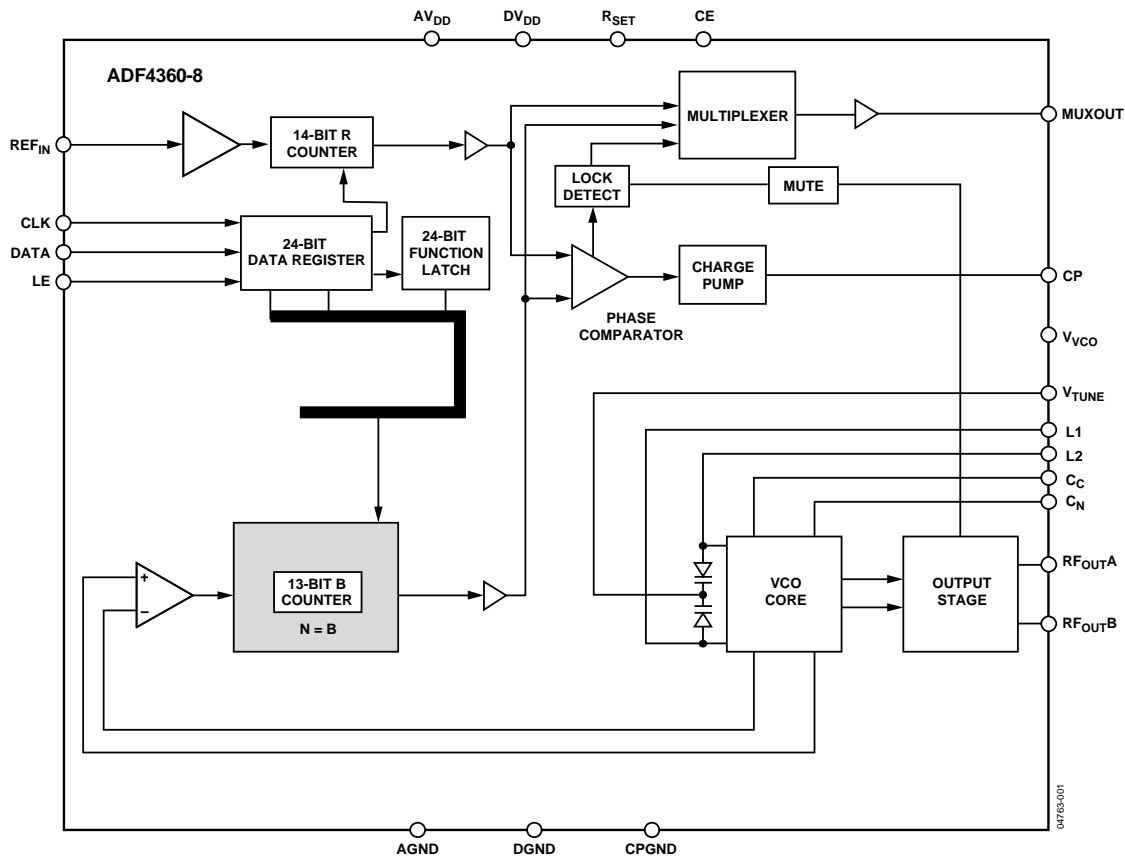 AVDD
DVDD
RSET
CE
ADF4360-8
REFIN
14-BIT R
COUNTER
MULTIPLEXER
MUXOUT
LOCK
DETECT
MUTE
CLK
DATA
LE
24-BIT
DATA REGISTER
24-BIT
FUNCTION
LATCH
CHARGE
PUMP
CP
PHASE
COMPARATOR
VVCO
VTUNE
L1
L2
CC
CN
+
−
13-BIT B
COUNTER
N = B
VCO
CORE
OUTPUT
STAGE
RFOUTA
RFOUTB
AGND
DGND
CPGND
04763-001